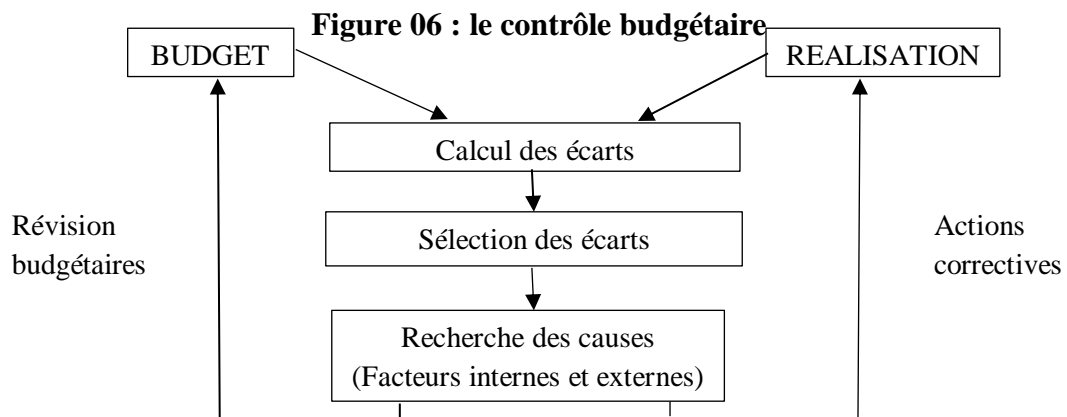 Figure 06 : le contrôle budgétaire
BUDGET
REALISATION
Calcul des écarts
Révision
budgétaires
Sélection des écarts
Actions
correctives
Recherche des causes
(Facteurs internes et externes)